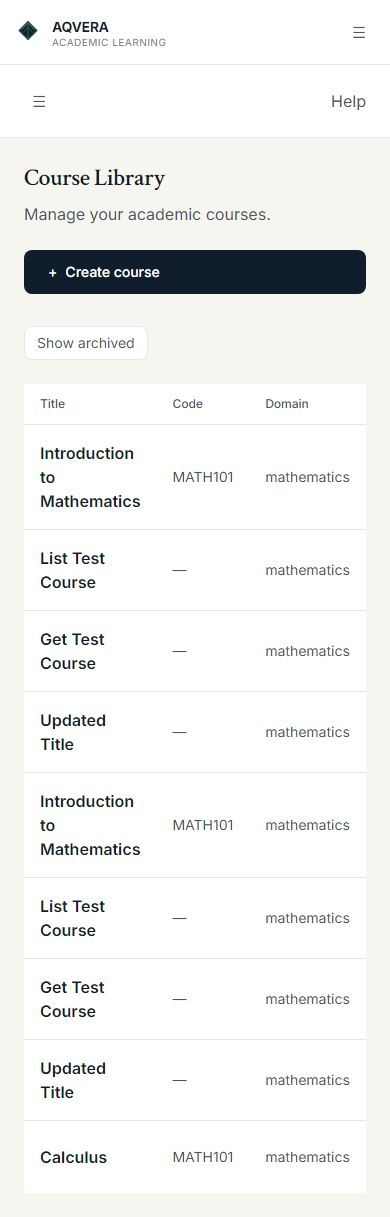 AQVERA
ACADEMIC LEARNING
Help
Course Library
Manage your academic courses.
+ Create course
Show archived
Title Code Domain
Introduction
to MATH101 mathematics
Mathematics
List Test
Course — mathematics
Get Test
Course — mathematics
Updated
Title — mathematics
Introduction
to MATH101 mathematics
Mathematics
List Test
Course — mathematics
Get Test
Course — mathematics
Updated
Title — mathematics
Calculus MATH101 mathematics